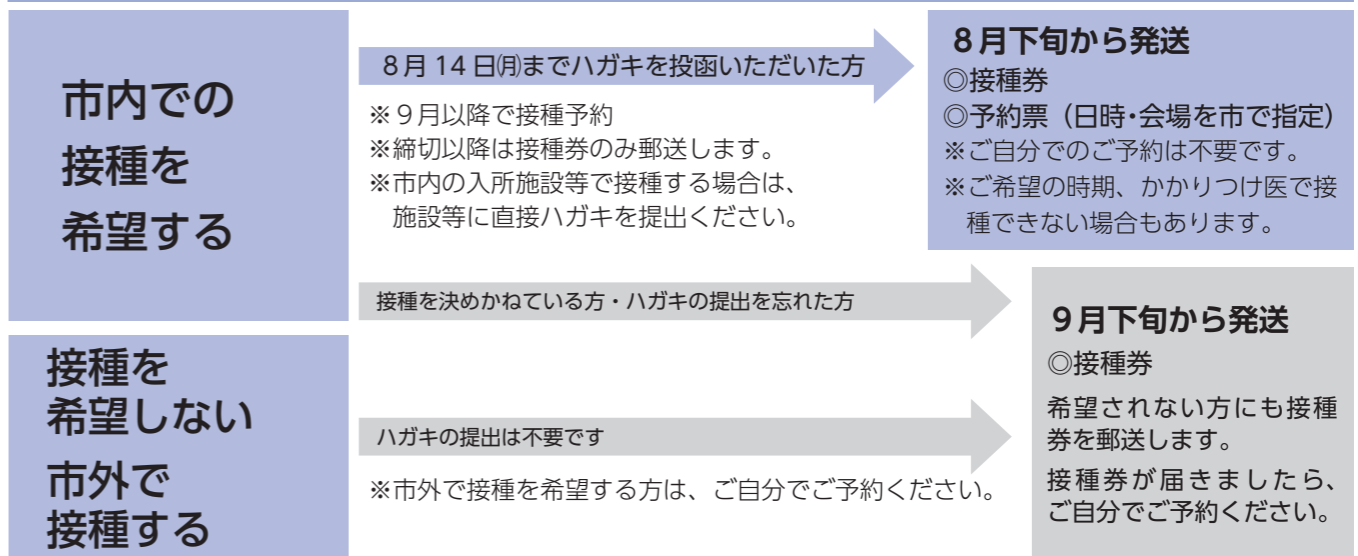 市内での
接種を
希望する
8月14日㈪までハガキを投函いただいた方
※9月以降で接種予約
※締切以降は接種券のみ郵送します。
※市内の入所施設等で接種する場合は、
施設等に直接ハガキを提出ください。
8月下旬から発送
◎接種券
◎予約票（日時・会場を市で指定）
※ご自分でのご予約は不要です。
※ご希望の時期、かかりつけ医で接
種できない場合もあります。
接種を決めかねている方・ハガキの提出を忘れた方
接種を
希望しない
市外で
接種する
ハガキの提出は不要です
※市外で接種を希望する方は、ご自分でご予約ください。
9月下旬から発送
◎接種券
希望されない方にも接種
券を郵送します。
接種券が届きましたら、
ご自分でご予約ください。